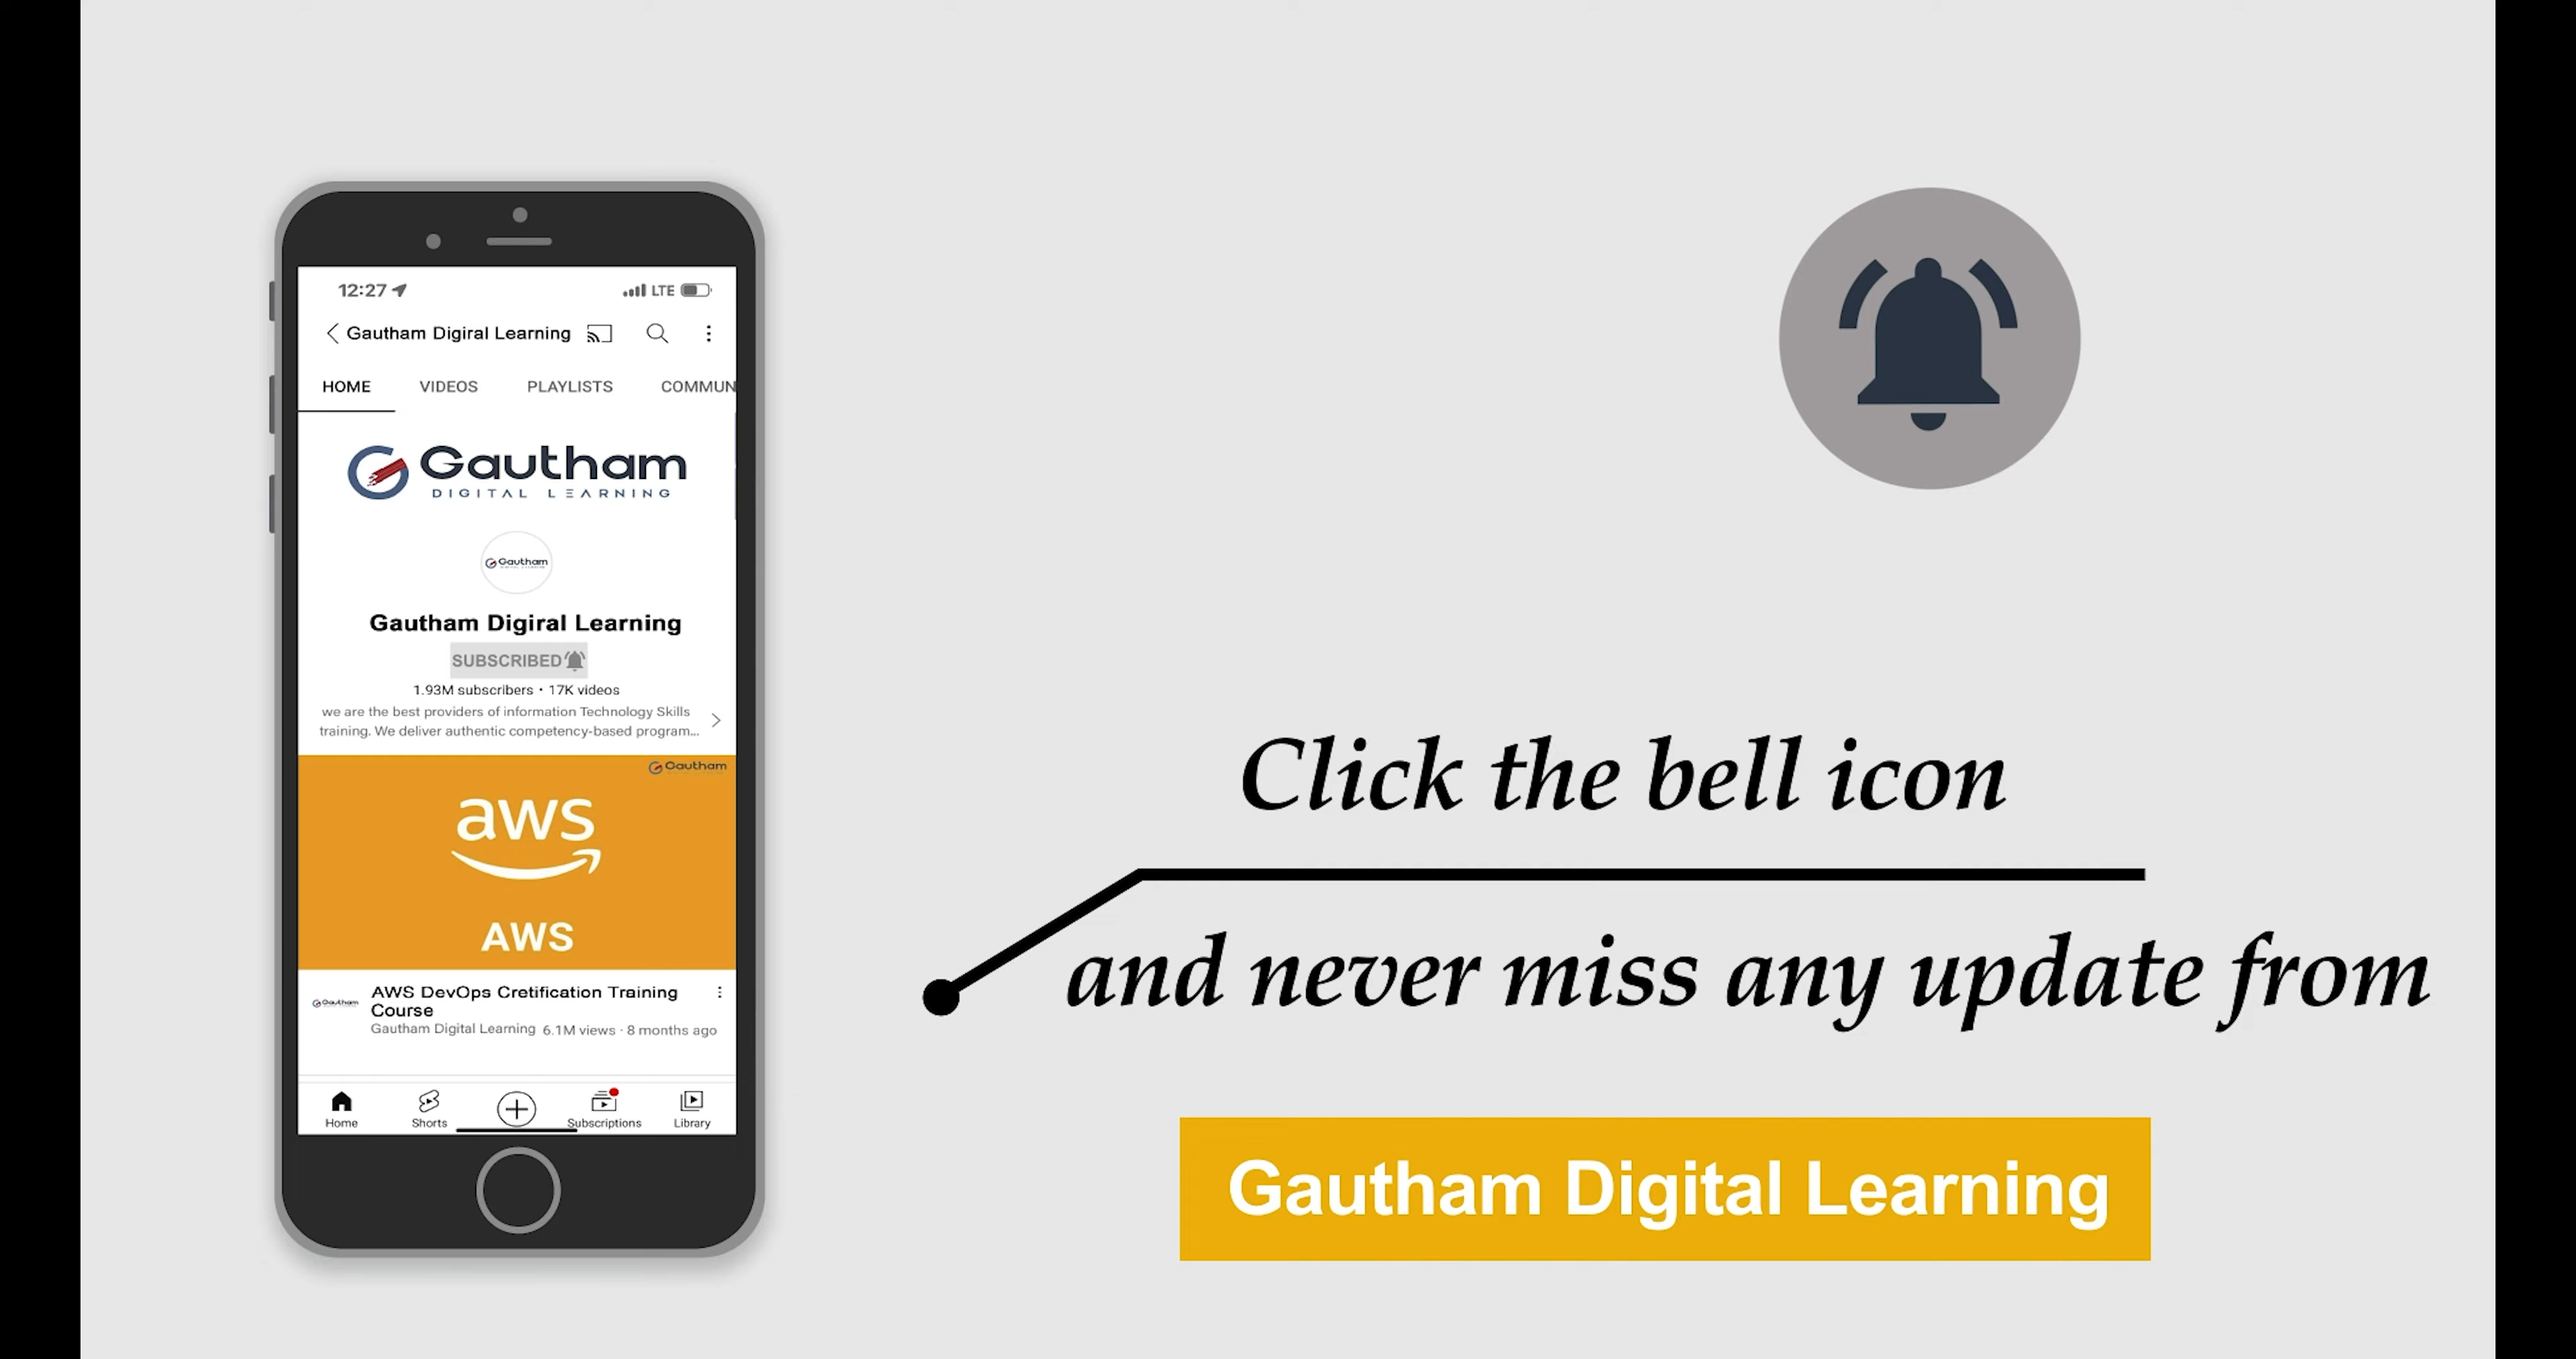 12:27 LTE
Gautham Digiral Learning
HOME VIDEOS PLAYLISTS COMMUN
Gautham
DIGITAL LEARNING
Gautham
Gautham Digiral Learning
SUBSCRIBED
1.93M subscribers • 17K videos
we are the best providers of information Technology Skills
training. We deliver authentic competency-based program...
Gautham
aws
AWS
Gautham
AWS DevOps Cretification Training
Course
Gautham Digital Learning 6.1M views · 8 months ago
Home Shorts Subscriptions Library
Click the bell icon
and never miss any update from
Gautham Digital Learning